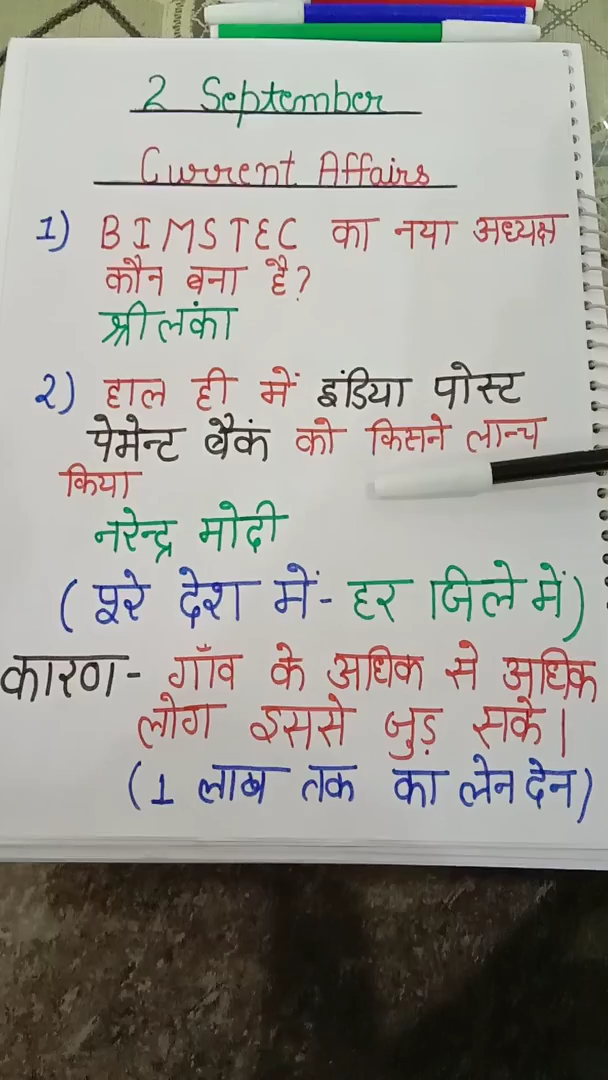 2 September
Current Affairs
1) BIMSTEC का नया अध्यक्ष
कौन बना है?
श्रीलंका
2) हाल ही में इंडिया पोस्ट
पेमेन्ट बैकं को किसने लान्च
किया
नरेन्द्र मोदी
(पूरे देश में- हर जिले में)
कारण- गाँव के अधिक से अधिक
लोग इससे जुड़ सके।
(1 लाख तक का लेन देन)